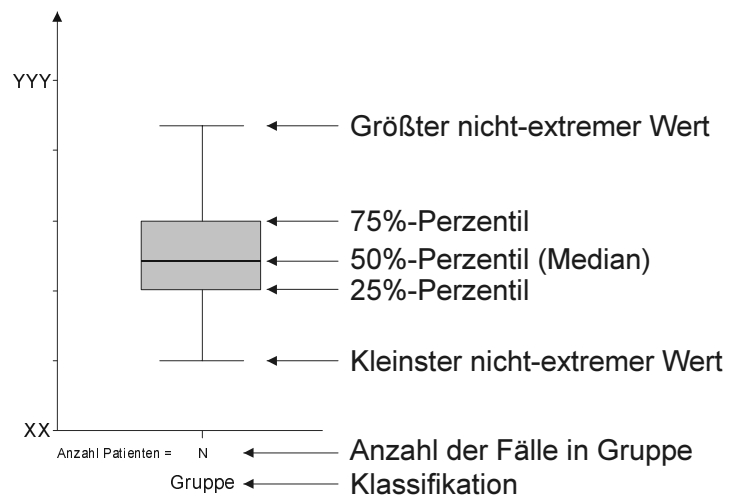 YYY
Größter nicht-extremer Wert
75%-Perzentil
50%-Perzentil (Median)
25%-Perzentil
Kleinster nicht-extremer Wert
XX
Anzahl Patienten = N Anzahl der Fälle in Gruppe
Gruppe Klassifikation